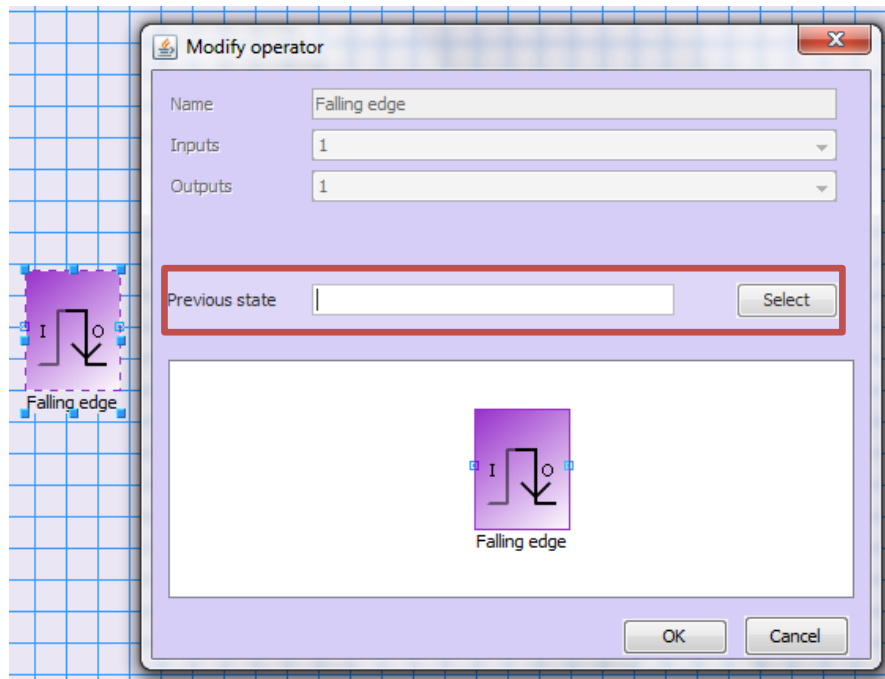 Modify operator
Name Falling edge
Inputs 1
Outputs 1
Previous state Select
I O
Falling edge
I O
Falling edge
OK Cancel